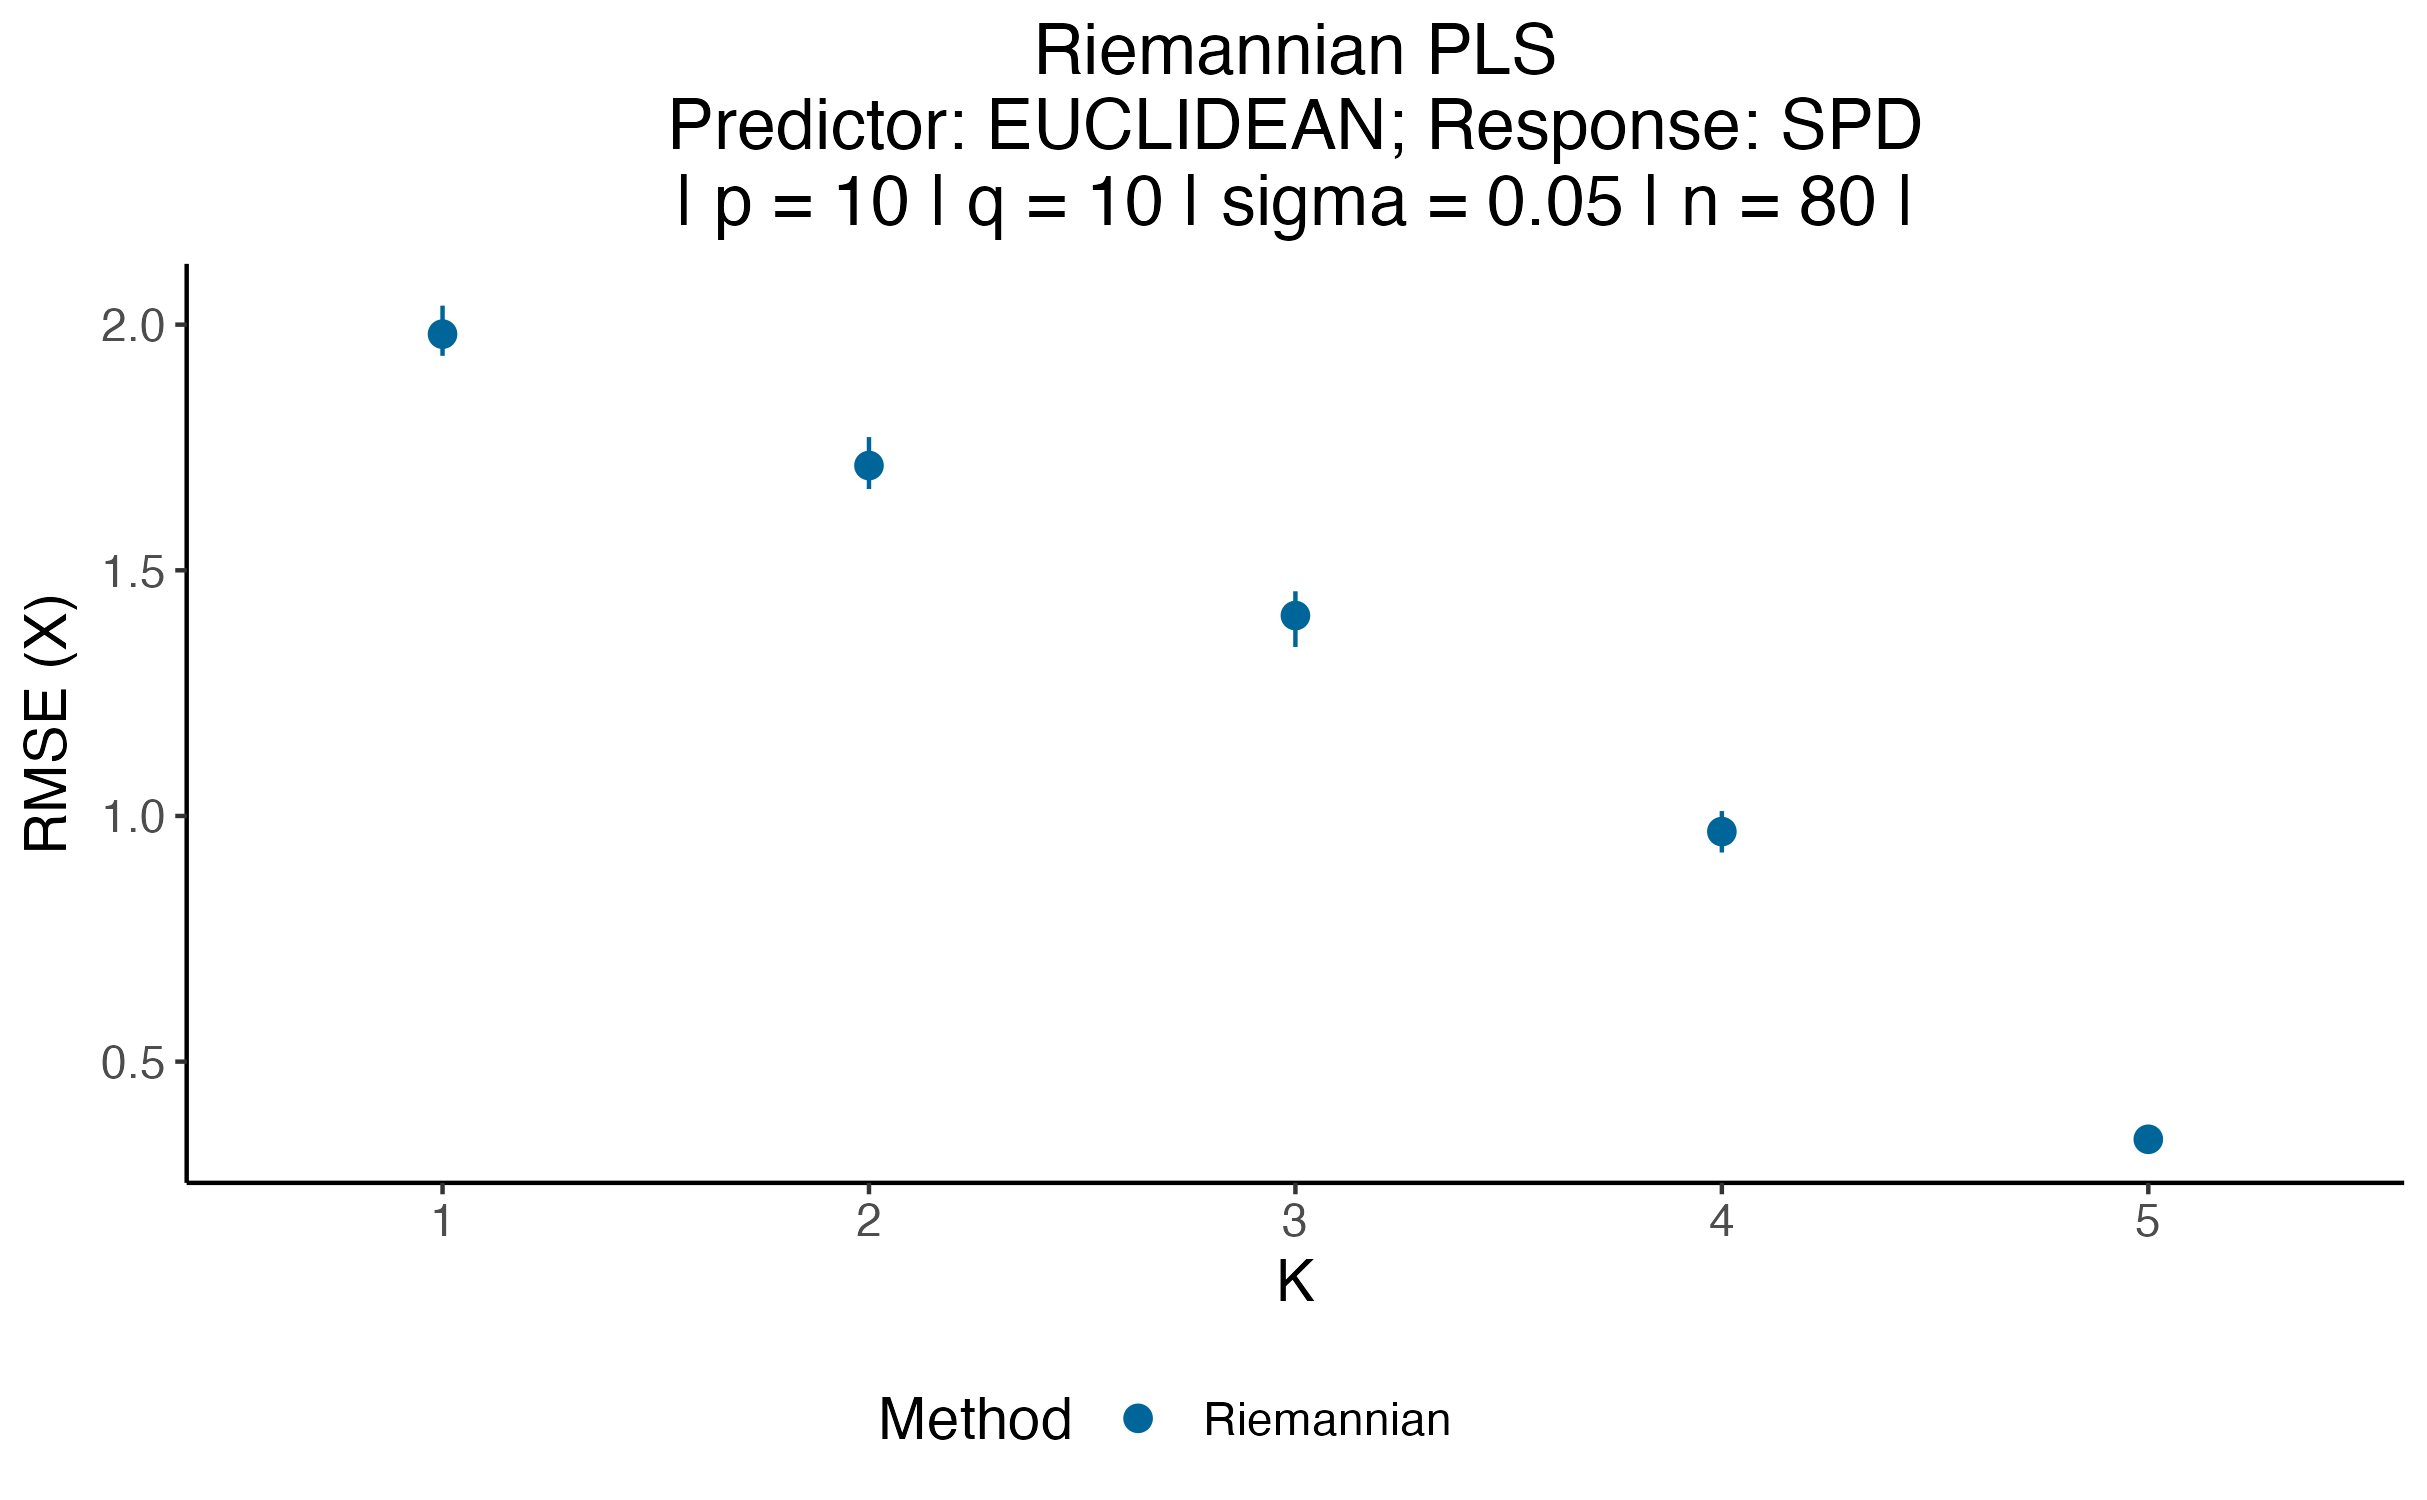 Riemannian PLS
Predictor: EUCLIDEAN; Response: SPD
| p = 10 | q = 10 | sigma = 0.05 | n = 80 |
RMSE (X)
2.0
1.5
1.0
0.5
1 2 3 4 5
K
Method Riemannian